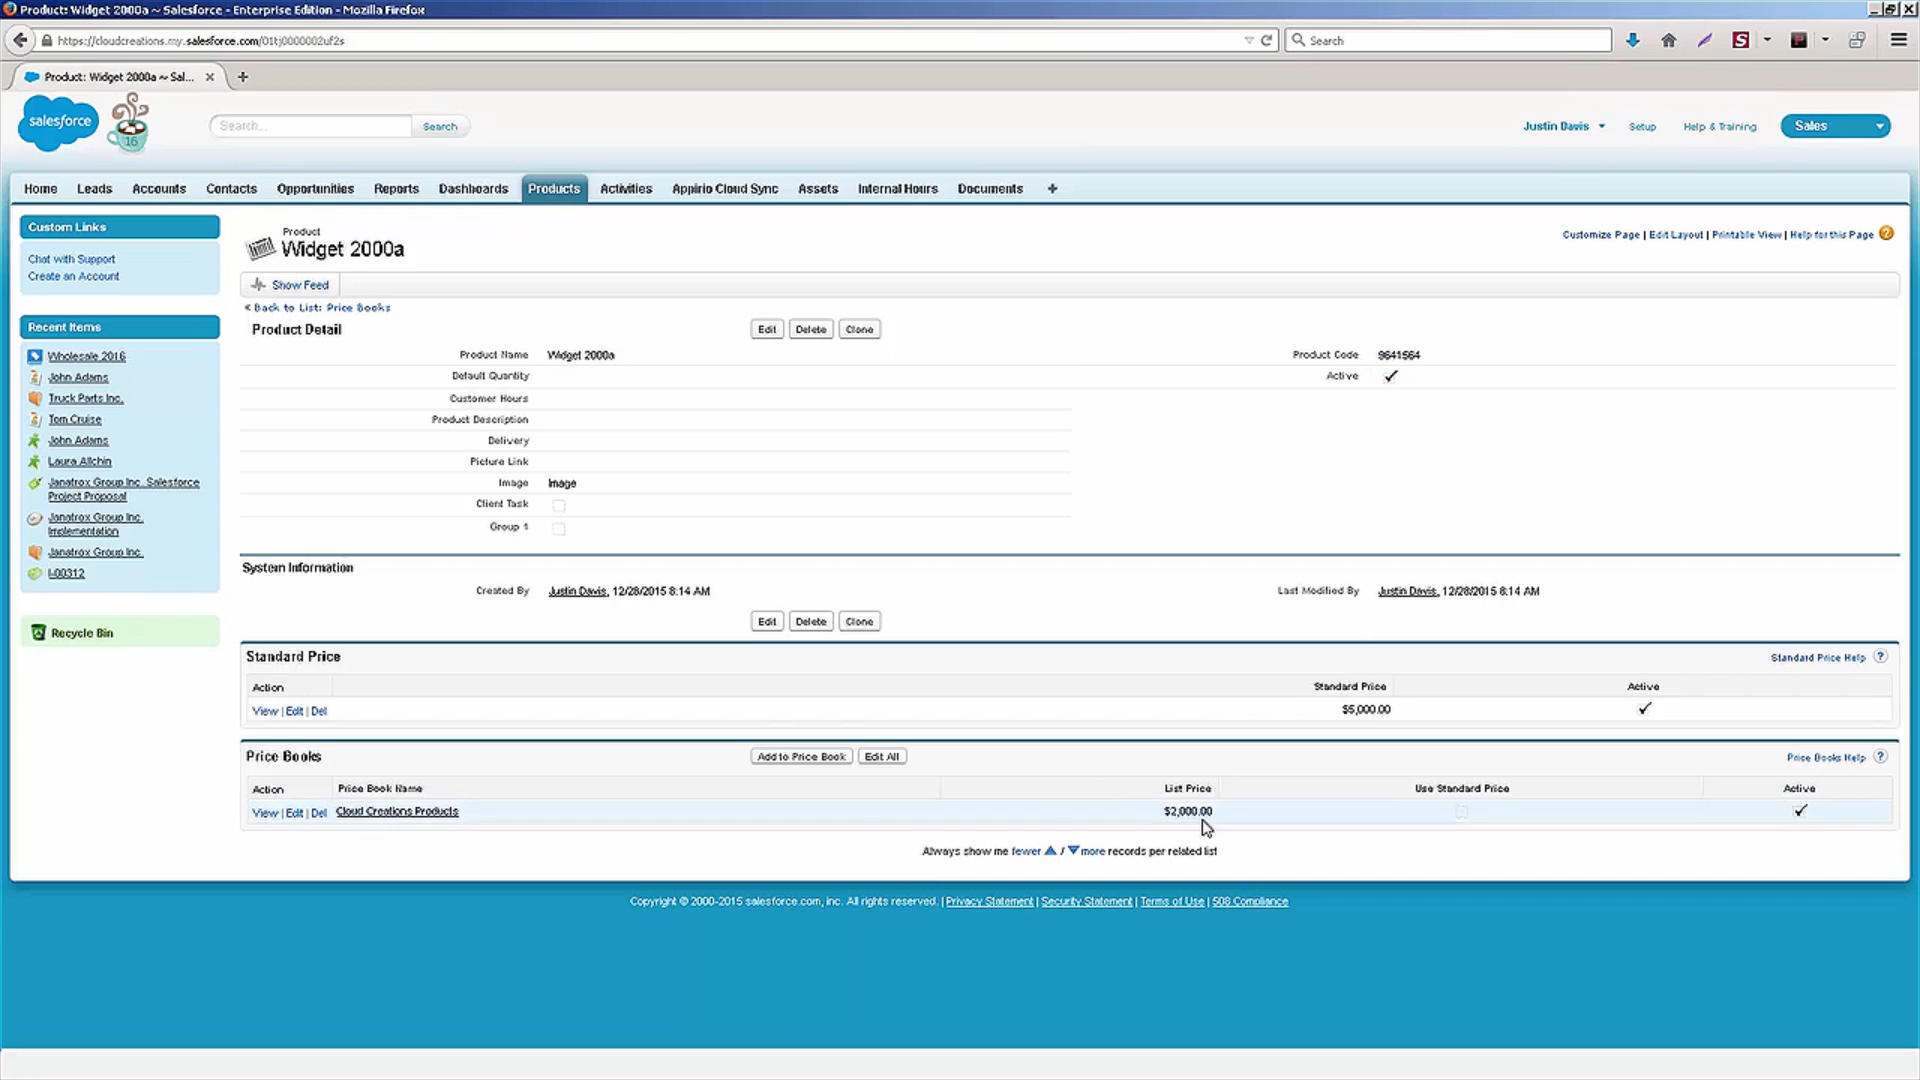 Product: Widget 2000a ~ Salesforce - Enterprise Edition - Mozilla Firefox
https://cloudcreations.my.salesforce.com/01tj0000002uf2s
Search
Product: Widget 2000a ~ Sal...
salesforce
16
Search...
Search
Justin Davis
Setup
Help & Training
Sales
Home
Leads
Accounts
Contacts
Opportunities
Reports
Dashboards
Products
Activities
Appirio Cloud Sync
Assets
Internal Hours
Documents
Custom Links
Chat with Support
Create an Account
Recent Items
Wholesale 2016
John Adams
Truck Parts Inc.
Tom Cruise
John Adams
Laura Allchin
Janatrox Group Inc. Salesforce
Project Proposal
Janatrox Group Inc.
Implementation
Janatrox Group Inc.
I-00312
Recycle Bin
Product
Widget 2000a
Customize Page | Edit Layout | Printable View | Help for this Page
Show Feed
« Back to List: Price Books
Product Detail
Edit
Delete
Clone
Product Name Widget 2000a
Product Code 9641564
Default Quantity
Active
Customer Hours
Product Description
Delivery
Picture Link
Image Image
Client Task
Group 1
System Information
Created By Justin Davis, 12/28/2015 8:14 AM
Last Modified By Justin Davis, 12/28/2015 8:14 AM
Edit
Delete
Clone
Standard Price
Standard Price Help
Action
Standard Price
Active
View | Edit | Del
$5,000.00
Price Books
Add to Price Book
Edit All
Price Books Help
Action
Price Book Name
List Price
Use Standard Price
Active
View | Edit | Del
Cloud Creations Products
$2,000.00
Always show me fewer / more records per related list
Copyright © 2000-2015 salesforce.com, inc. All rights reserved. | Privacy Statement | Security Statement | Terms of Use | 508 Compliance